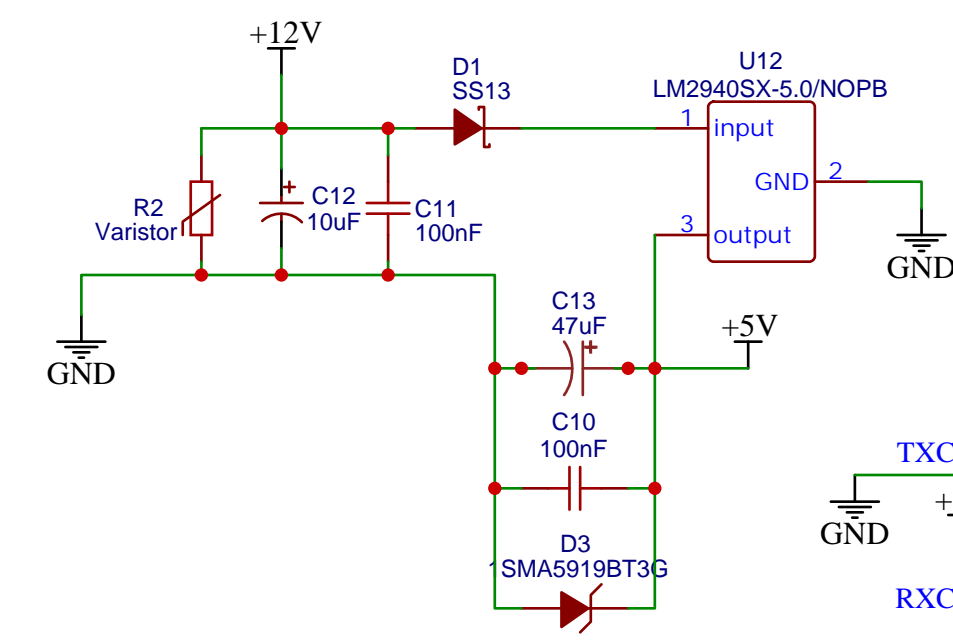 +12V
U12
LM2940SX-5.0/NOPB
D1
SS13
1
input
GND
2
3
output
GND
R2
Varistor
+
C12
10uF
C11
100nF
GND
C13
47uF
+
+5V
C10
100nF
TXC
GND
+
D3
1SMA5919BT3G
RXC